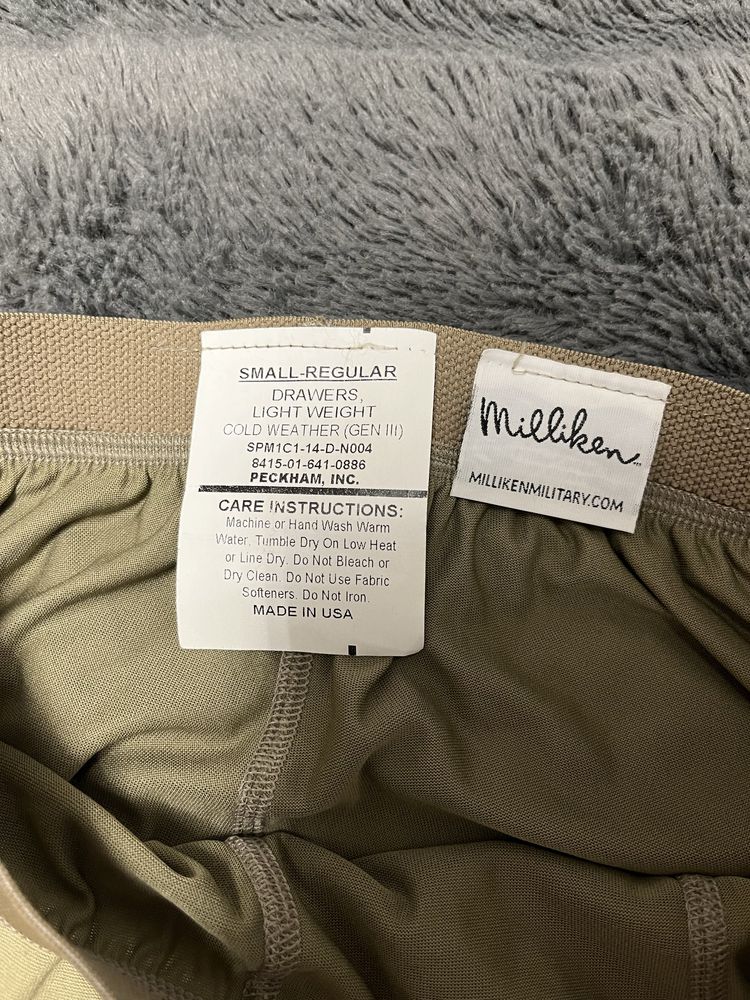 SMALL-REGULAR
DRAWERS,
LIGHT WEIGHT
COLD WEATHER (GEN III)
SPM1C1-14-D-N004
8415-01-641-0886
PECKHAM, INC.
CARE INSTRUCTIONS:
Machine or Hand Wash Warm
Water, Tumble Dry On Low Heat
or Line Dry. Do Not Bleach or
Dry Clean. Do Not Use Fabric
Softeners. Do Not Iron.
MADE IN USA
Milliken
MILLIKENMILITARY.COM